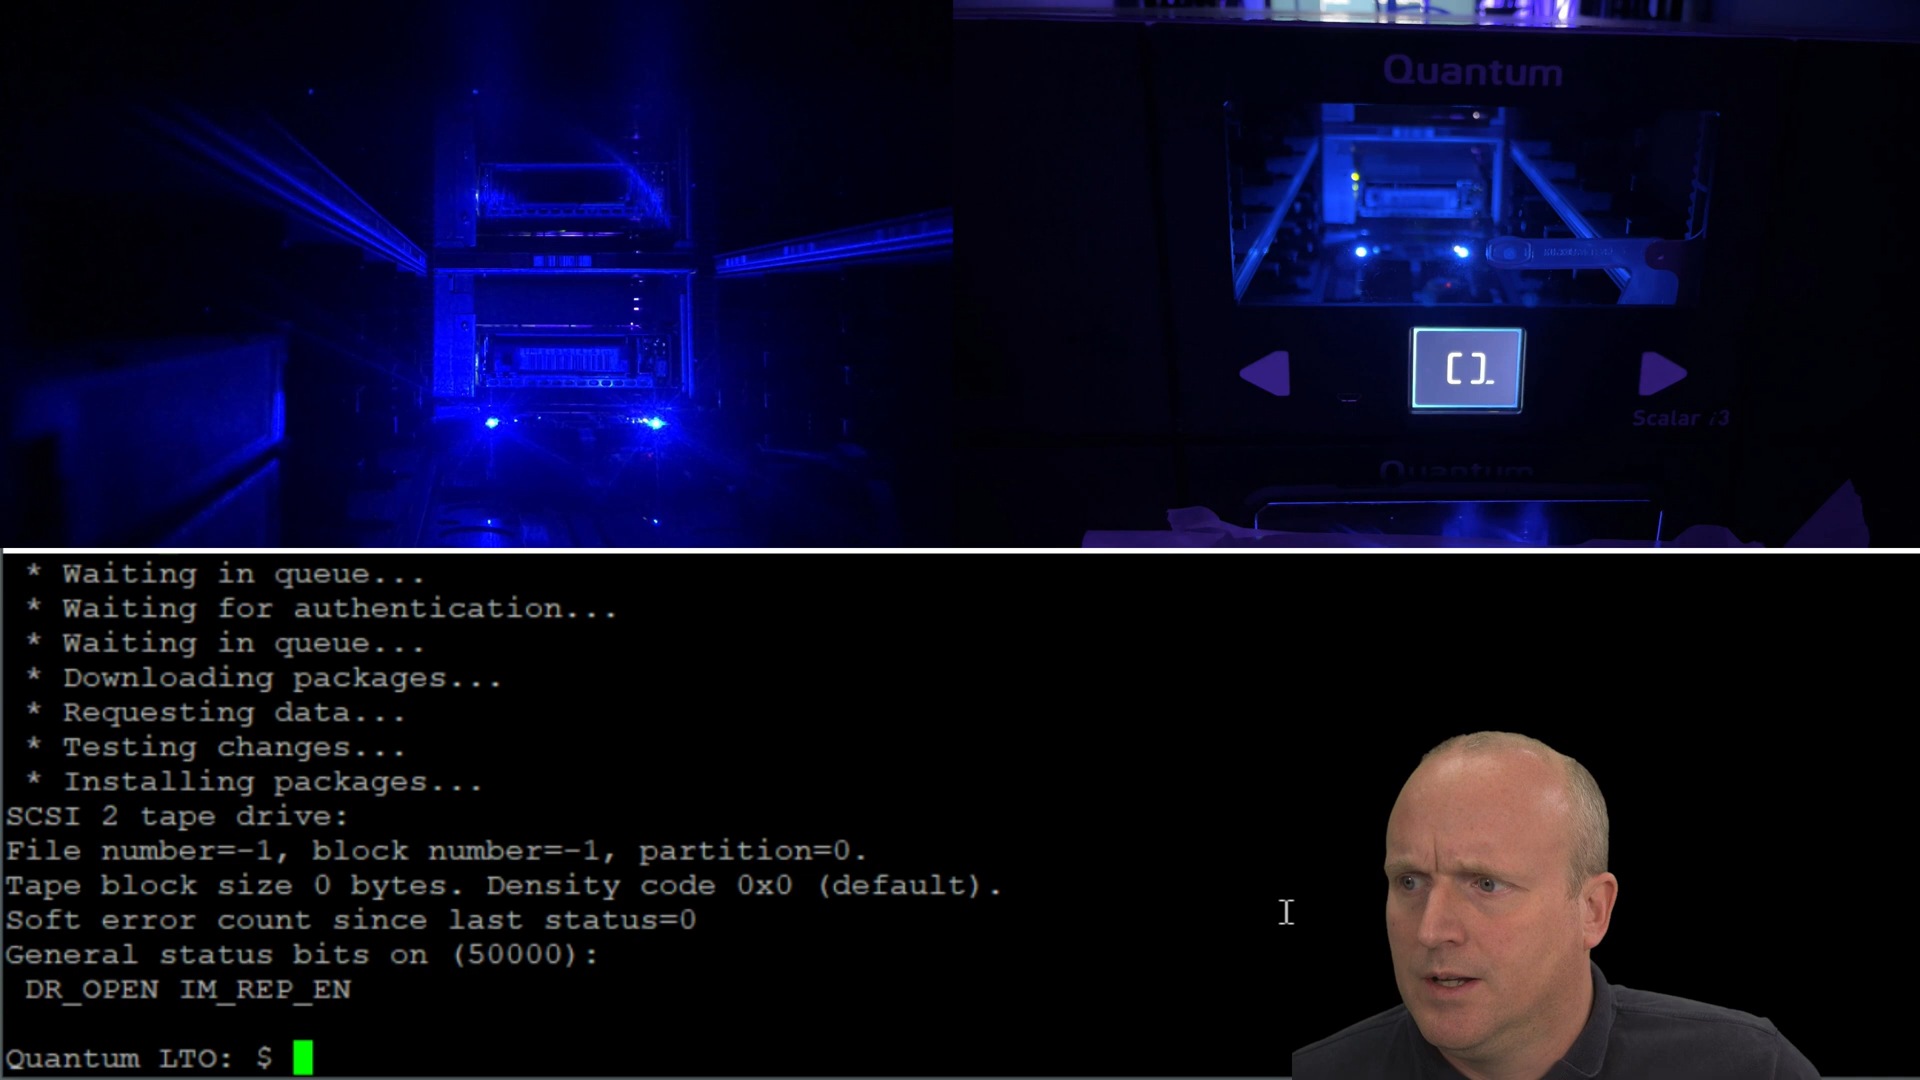 Quantum
[ ]_
Scalar i3
Quantum
* Waiting in queue...
* Waiting for authentication...
* Waiting in queue...
* Downloading packages...
* Requesting data...
* Testing changes...
* Installing packages...
SCSI 2 tape drive:
File number=-1, block number=-1, partition=0.
Tape block size 0 bytes. Density code 0x0 (default).
Soft error count since last status=0
General status bits on (50000):
DR_OPEN IM_REP_EN
Quantum LTO: $